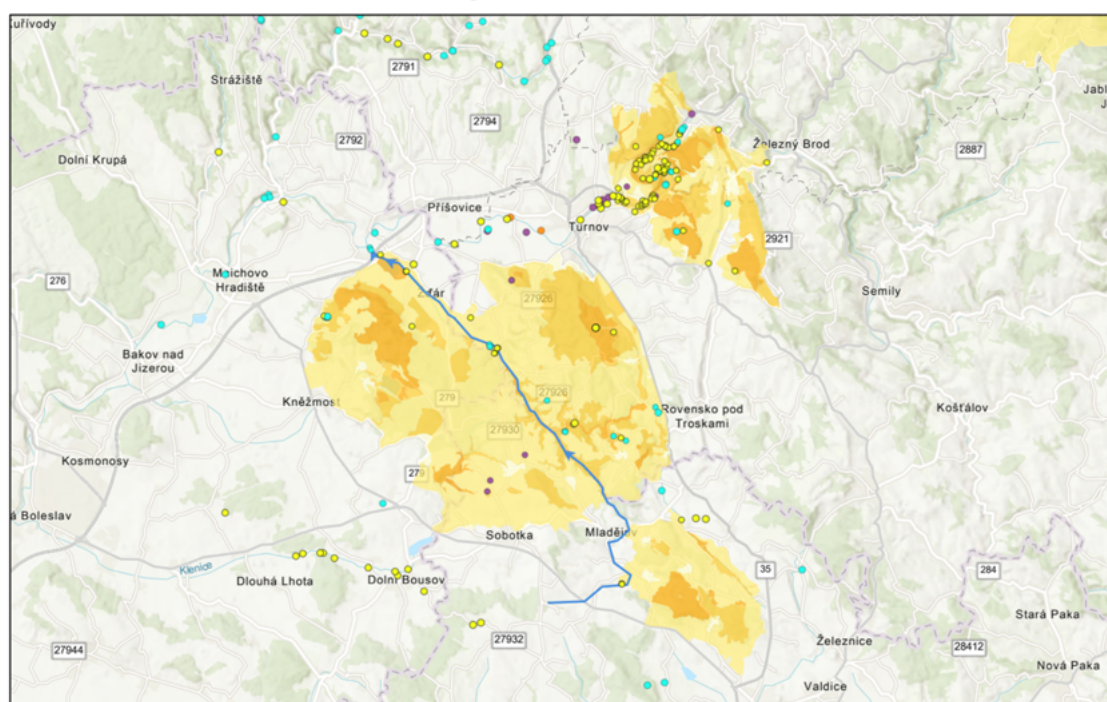 Kuřívody
2791
Strážiště
2794
2792
Dolní Krupá
Železný Brod
2887
Příšovice
Turnov
2921
276
Mnichovo
Hradiště
Žďár
27926
Semily
Bakov nad
Jizerou
Kněžmost
279
27926
Rovensko pod
Troskami
Košťálov
27930
Kosmonosy
279
Sobotka
Mladějov
35
284
Klenice
Dlouhá Lhota
Dolní Bousov
Stará Paka
27944
27932
Železnice
28412
Nová Paka
Valdice